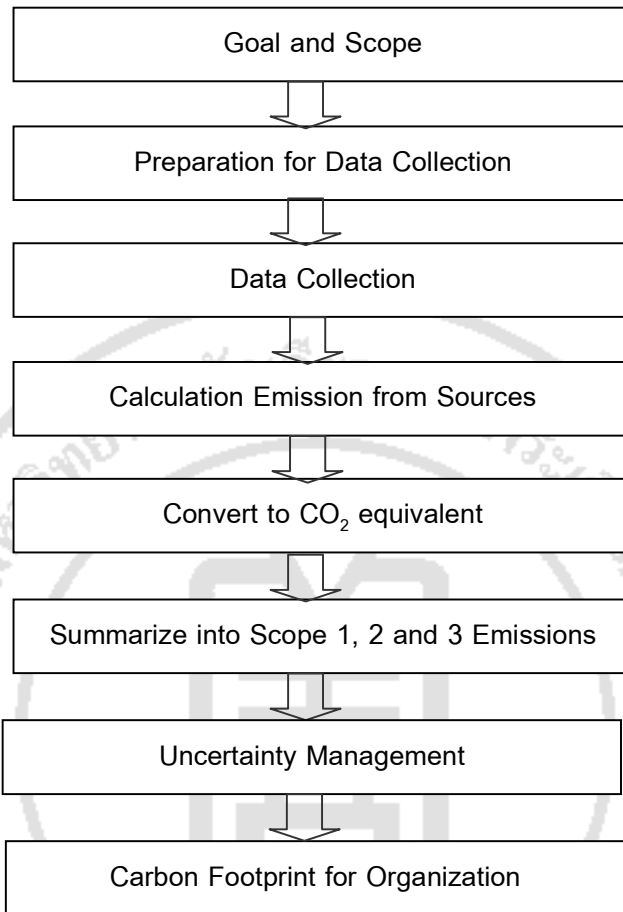 Goal and Scope
Preparation for Data Collection
Data Collection
Calculation Emission from Sources
Convert to CO₂ equivalent
Summarize into Scope 1, 2 and 3 Emissions
Uncertainty Management
Carbon Footprint for Organization